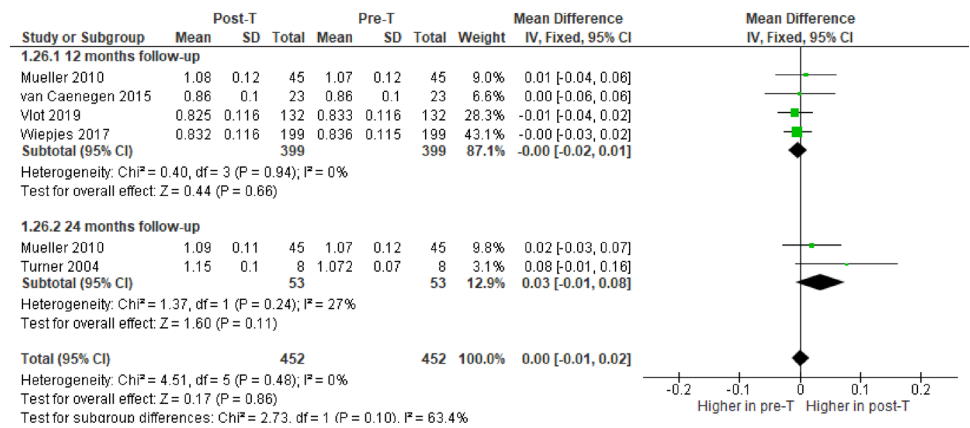 Post-T Pre-T Mean Difference Mean Difference
Study or Subgroup Mean SD Total Mean SD Total Weight IV, Fixed, 95% CI IV, Fixed, 95% CI
1.26.1 12 months follow-up
Mueller 2010 1.08 0.12 45 1.07 0.12 45 9.0% 0.01 [-0.04, 0.06]
van Caenegen 2015 0.86 0.1 23 0.86 0.1 23 6.6% 0.00 [-0.06, 0.06]
Vlot 2019 0.825 0.116 132 0.833 0.116 132 28.3% -0.01 [-0.04, 0.02]
Wiepjes 2017 0.832 0.116 199 0.836 0.115 199 43.1% -0.00 [-0.03, 0.02]
Subtotal (95% CI) 399 399 87.1% -0.00 [-0.02, 0.01]
Heterogeneity: Chi² = 0.40, df = 3 (P = 0.94); I² = 0%
Test for overall effect: Z = 0.44 (P = 0.66)
1.26.2 24 months follow-up
Mueller 2010 1.09 0.11 45 1.07 0.12 45 9.8% 0.02 [-0.03, 0.07]
Turner 2004 1.15 0.1 8 1.072 0.07 8 3.1% 0.08 [-0.01, 0.16]
Subtotal (95% CI) 53 53 12.9% 0.03 [-0.01, 0.08]
Heterogeneity: Chi² = 1.37, df = 1 (P = 0.24); I² = 27%
Test for overall effect: Z = 1.60 (P = 0.11)
Total (95% CI) 452 452 100.0% 0.00 [-0.01, 0.02]
Heterogeneity: Chi² = 4.51, df = 5 (P = 0.48); I² = 0%
Test for overall effect: Z = 0.17 (P = 0.86)
Test for subgroup differences: Chi² = 2.73, df = 1 (P = 0.10), I² = 63.4%
-0.2 -0.1 0 0.1 0.2
Higher in pre-T Higher in post-T